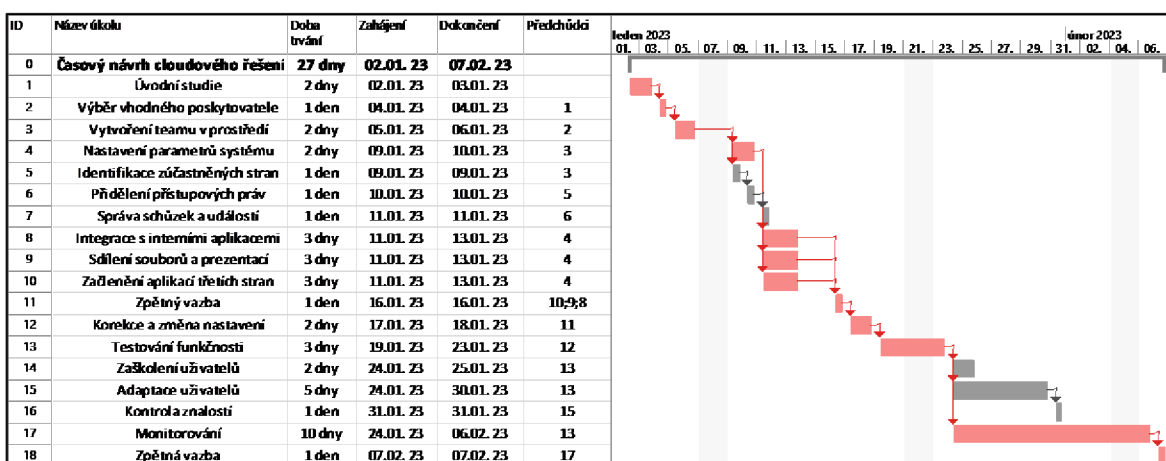 ID Název úkolu Doba trvání Zahájení Dokončení Předchůdci
leden 2023 únor 2023
01. 03. 05. 07. 09. 11. 13. 15. 17. 19. 21. 23. 25. 27. 29. 31. 02. 04. 06.
0 Časový návrh cloudového řešení 27 dny 02.01. 23 07.02. 23
1 Úvodní studie 2 dny 02.01. 23 03.01. 23
2 Výběr vhodného poskytovatele 1 den 04.01. 23 04.01. 23 1
3 Vytvoření teamu v prostředí 2 dny 05.01. 23 06.01. 23 2
4 Nastavení parametrů systému 2 dny 09.01. 23 10.01. 23 3
5 Identifikace zúčastněných stran 1 den 09.01. 23 09.01. 23 3
6 Přidělení přístupových práv 1 den 10.01. 23 10.01. 23 5
7 Správa schůzek a událostí 1 den 11.01. 23 11.01. 23 6
8 Integrace s interními aplikacemi 3 dny 11.01. 23 13.01. 23 4
9 Sdílení souborů a prezentací 3 dny 11.01. 23 13.01. 23 4
10 Začlenění aplikací třetích stran 3 dny 11.01. 23 13.01. 23 4
11 Zpětný vazba 1 den 16.01. 23 16.01. 23 10;9;8
12 Korekce a změna nastavení 2 dny 17.01. 23 18.01. 23 11
13 Testování funkčnosti 3 dny 19.01. 23 23.01. 23 12
14 Zaškolení uživatelů 2 dny 24.01. 23 25.01. 23 13
15 Adaptace uživatelů 5 dny 24.01. 23 30.01. 23 13
16 Kontrola znalostí 1 den 31.01. 23 31.01. 23 15
17 Monitorování 10 dny 24.01. 23 06.02. 23 13
18 Zpětná vazba 1 den 07.02. 23 07.02. 23 17